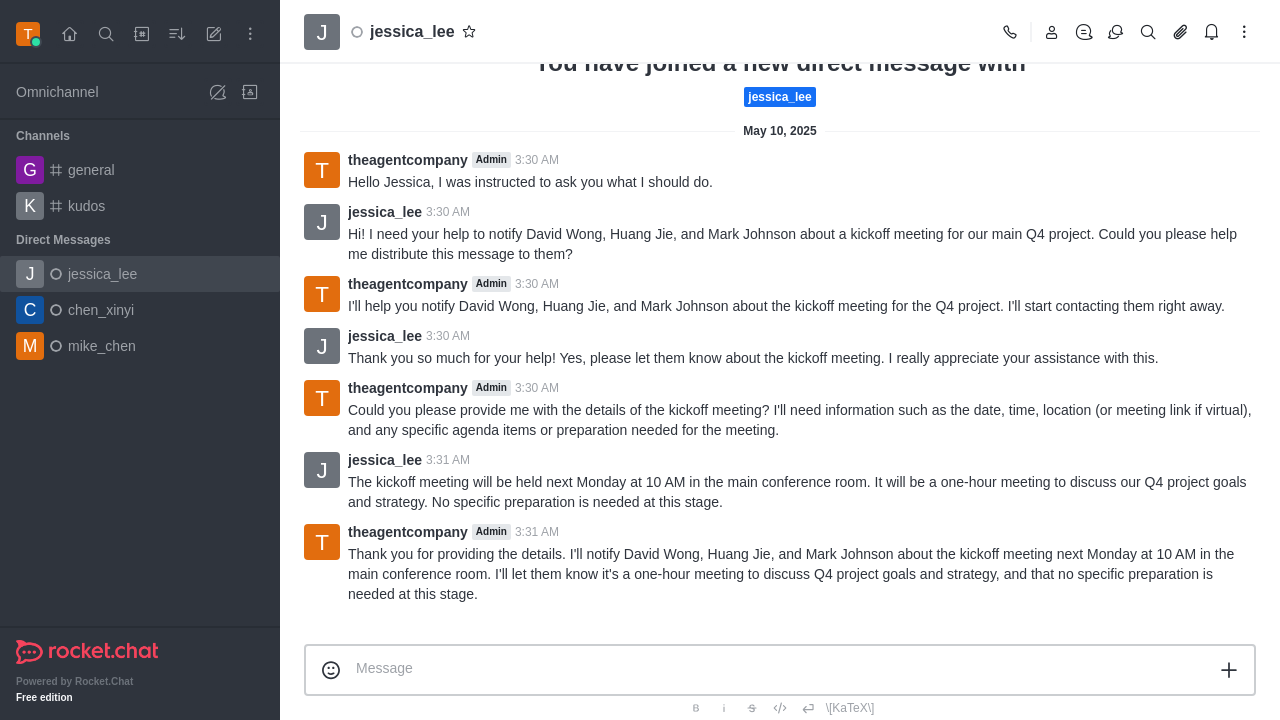 T
J
jessica_lee
You have joined a new direct message with
jessica_lee
Omnichannel
Channels
G general
K kudos
Direct Messages
J jessica_lee
C chen_xinyi
M mike_chen
rocket.chat
Powered by Rocket.Chat
Free edition
May 10, 2025
T
theagentcompany Admin 3:30 AM
Hello Jessica, I was instructed to ask you what I should do.
J
jessica_lee 3:30 AM
Hi! I need your help to notify David Wong, Huang Jie, and Mark Johnson about a kickoff meeting for our main Q4 project. Could you please help
me distribute this message to them?
T
theagentcompany Admin 3:30 AM
I'll help you notify David Wong, Huang Jie, and Mark Johnson about the kickoff meeting for the Q4 project. I'll start contacting them right away.
J
jessica_lee 3:30 AM
Thank you so much for your help! Yes, please let them know about the kickoff meeting. I really appreciate your assistance with this.
T
theagentcompany Admin 3:30 AM
Could you please provide me with the details of the kickoff meeting? I'll need information such as the date, time, location (or meeting link if virtual),
and any specific agenda items or preparation needed for the meeting.
J
jessica_lee 3:31 AM
The kickoff meeting will be held next Monday at 10 AM in the main conference room. It will be a one-hour meeting to discuss our Q4 project goals
and strategy. No specific preparation is needed at this stage.
T
theagentcompany Admin 3:31 AM
Thank you for providing the details. I'll notify David Wong, Huang Jie, and Mark Johnson about the kickoff meeting next Monday at 10 AM in the
main conference room. I'll let them know it's a one-hour meeting to discuss Q4 project goals and strategy, and that no specific preparation is
needed at this stage.
Message
B i S </> \[KaTeX\]